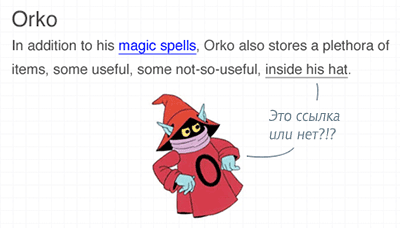 Orko
In addition to his magic spells, Orko also stores a plethora of
items, some useful, some not-so-useful, inside his hat.
Это ссылка
или нет?!?
O